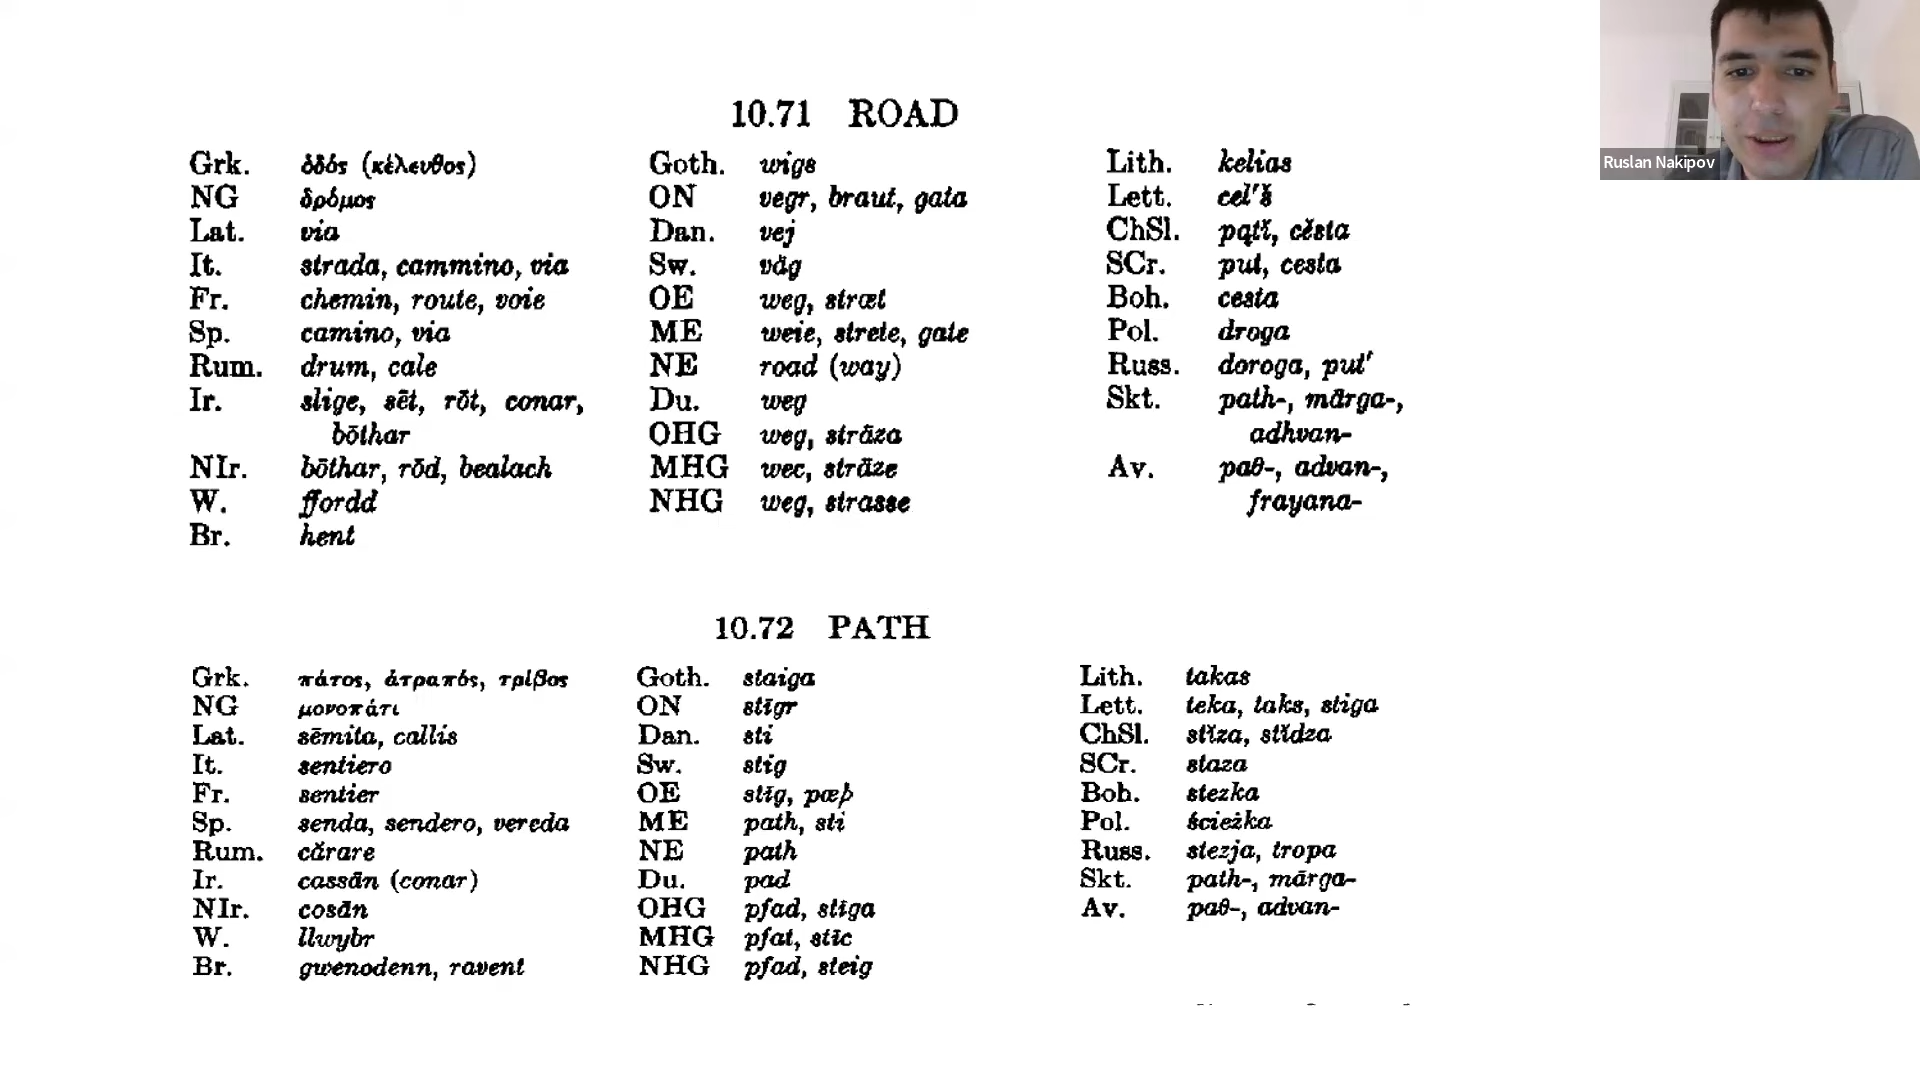 10.71 ROAD
Grk. ὁδός (κέλευθος)
NG δρόμος
Lat. via
It. strada, cammino, via
Fr. chemin, route, voie
Sp. camino, via
Rum. drum, cale
Ir. slige, sēt, rōt, conar,
bōthar
NIr. bōthar, rōd, bealach
W. ffordd
Br. hent
Goth. wigs
ON vegr, braut, gata
Dan. vej
Sw. väg
OE weg, stræt
ME weie, strete, gate
NE road (way)
Du. weg
OHG weg, strāza
MHG wec, strāze
NHG weg, strasse
Lith. kelias
Lett. cel'š
ChSl. pątĭ, cěsta
SCr. put, cesta
Boh. cesta
Pol. droga
Russ. doroga, put'
Skt. path-, mārga-,
adhvan-
Av. paθ-, advan-,
frayana-
10.72 PATH
Grk. πάτος, ἀτραπός, τρίβος
NG μονοπάτι
Lat. sēmita, callis
It. sentiero
Fr. sentier
Sp. senda, sendero, vereda
Rum. cărare
Ir. cassān (conar)
NIr. cosān
W. llwybr
Br. gwenodenn, ravent
Goth. staiga
ON stīgr
Dan. sti
Sw. stig
OE stīg, pæþ
ME path, sti
NE path
Du. pad
OHG pfad, stīga
MHG pfat, stīc
NHG pfad, steig
Lith. takas
Lett. teka, taks, stiga
ChSl. stĭza, stĭdza
SCr. staza
Boh. stezka
Pol. ścieżka
Russ. stezja, tropa
Skt. path-, mārga-
Av. paθ-, advan-
Ruslan Nakipov